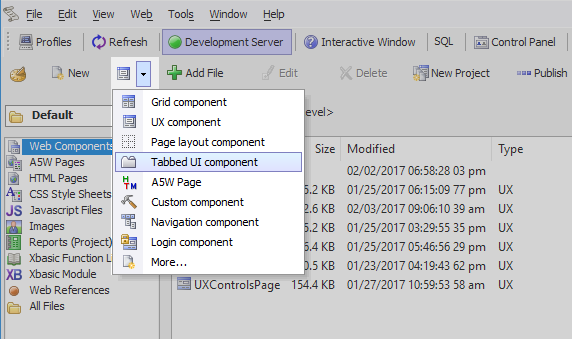 File Edit View Web Tools Window Help
Profiles Refresh Development Server Interactive Window SQL Control Panel
New Add File Edit Delete New Project Publish
Default
Grid component
UX component
Page layout component
Tabbed UI component
A5W Page
Custom component
Navigation component
Login component
More...
Web Components
A5W Pages
HTML Pages
CSS Style Sheets
Javascript Files
Images
Reports (Project)
Xbasic Function L
Xbasic Module
Web References
All Files
evel>
Size Modified Type
02/02/2017 06:58:28 03 pm
5.2 KB 01/25/2017 06:15:09 77 pm UX
2.6 KB 02/03/2017 09:06:10 39 am UX
01/25/2017 03:29:55 35 pm UX
6.4 KB 01/25/2017 05:46:56 29 pm UX
0.5 KB 01/23/2017 04:19:43 62 pm UX
UXControlsPage 154.4 KB 01/27/2017 10:59:53 58 am UX